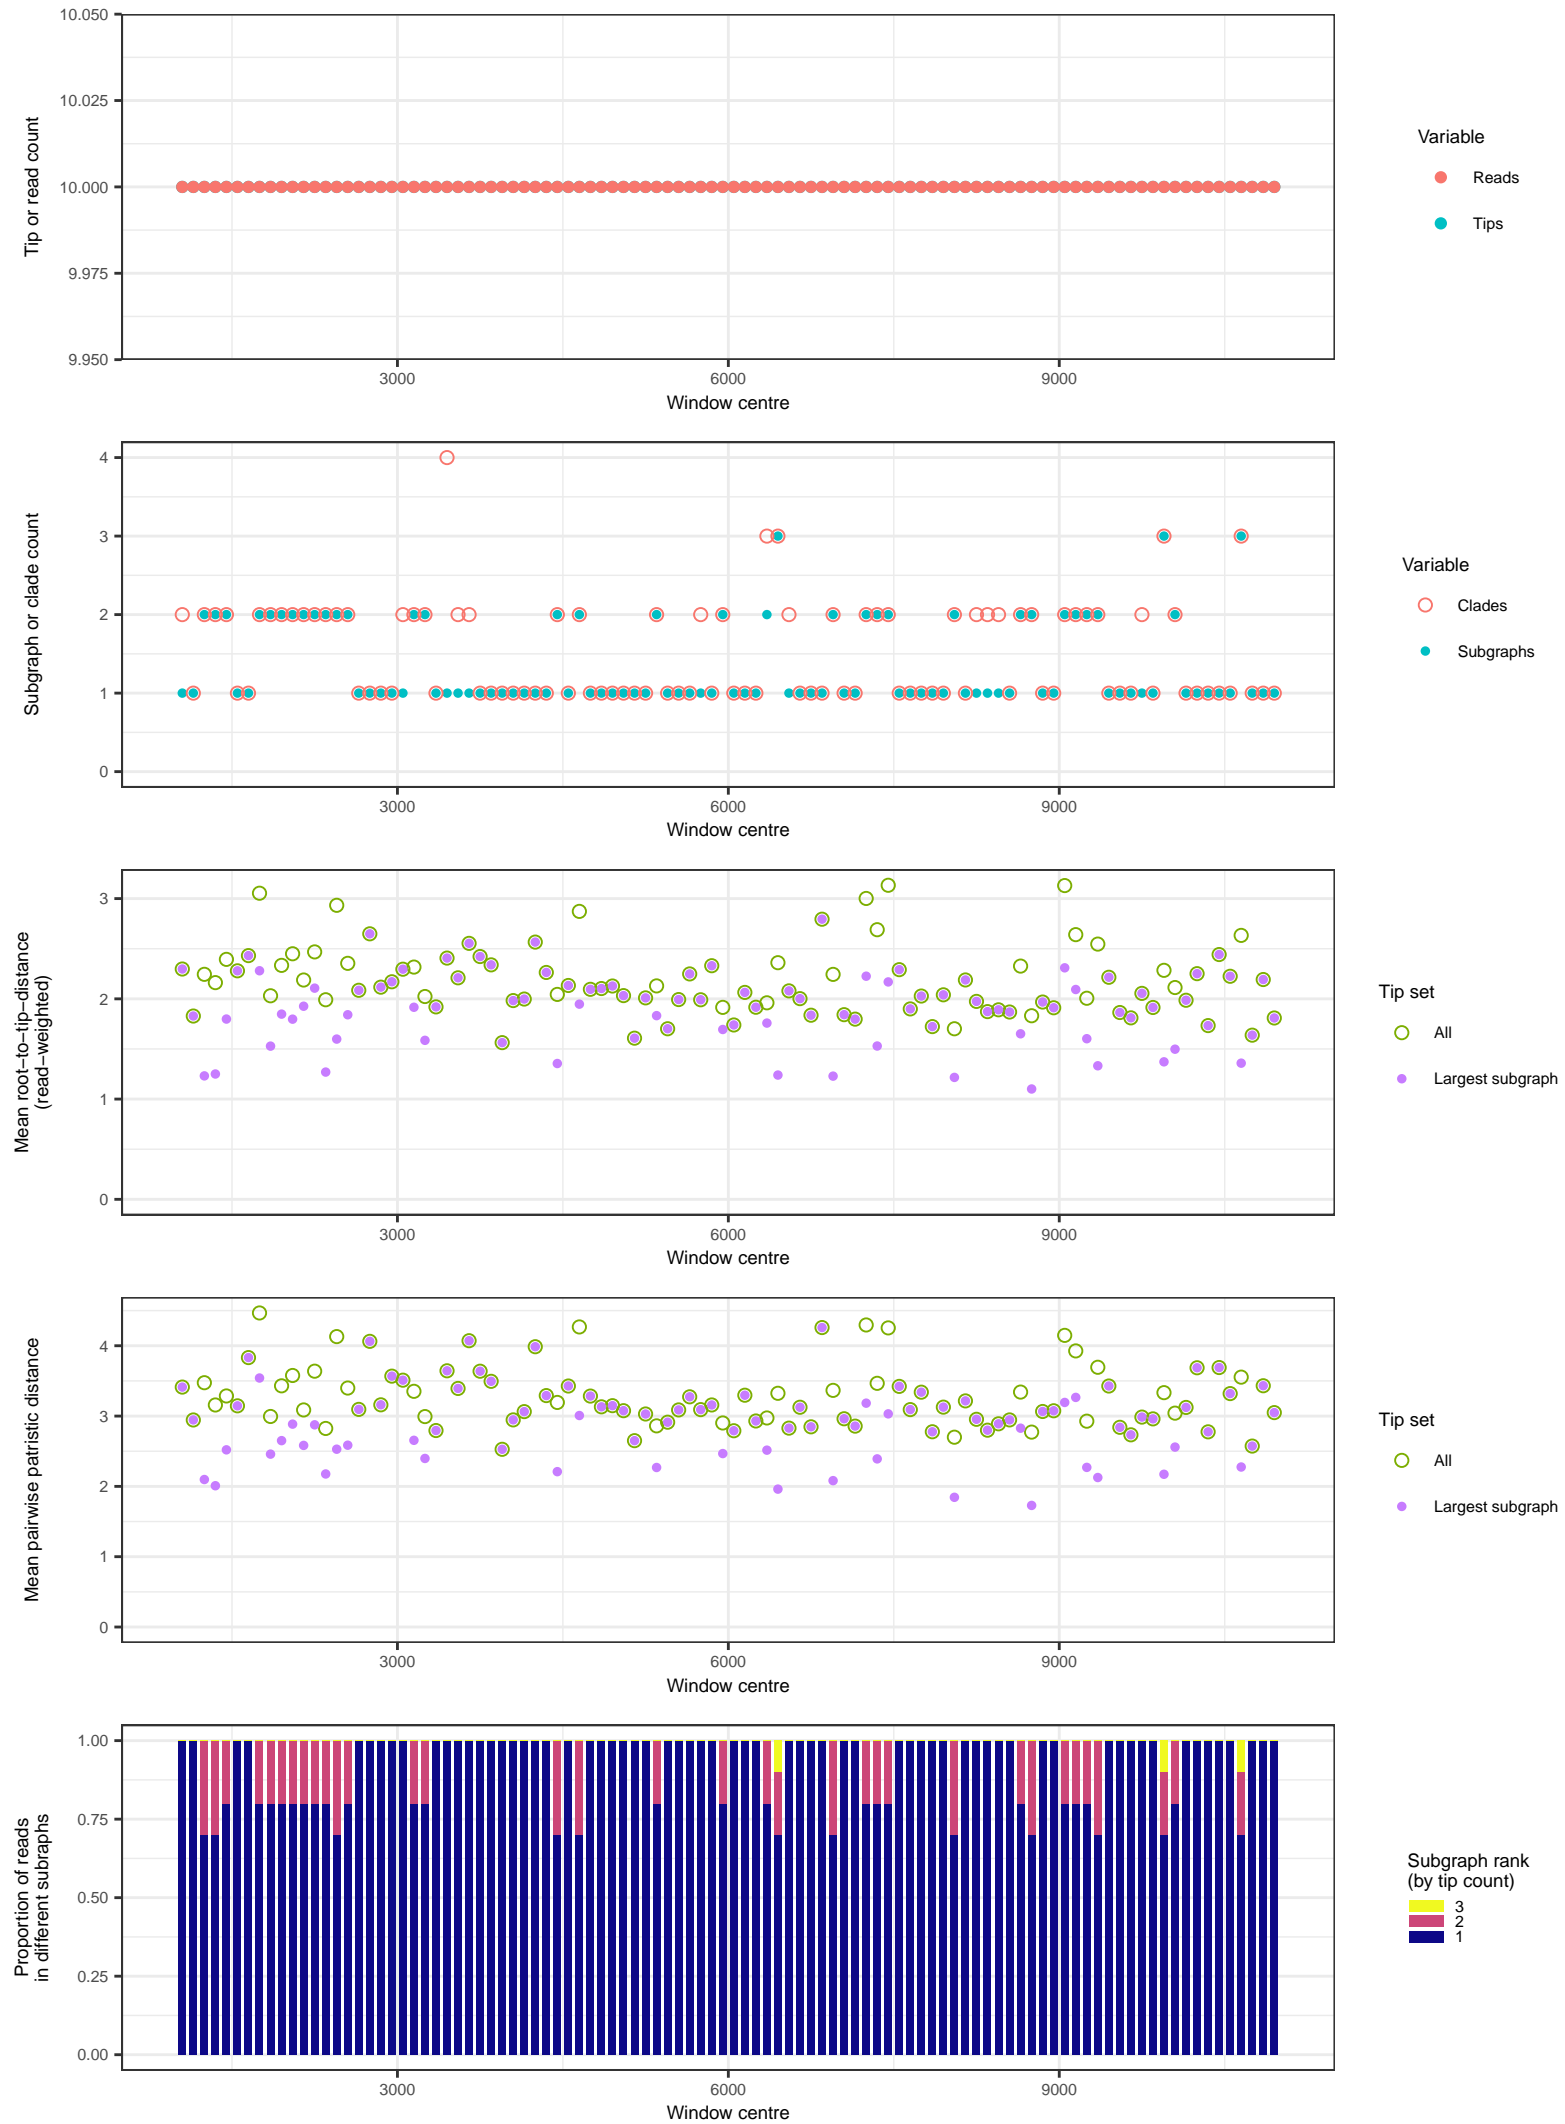 10.050
10.025
10.000
9.975
9.950
Tip or read count
3000 6000 9000
Window centre
Variable
Reads
Tips
4
3
2
1
0
Subgraph or clade count
3000 6000 9000
Window centre
Variable
Clades
Subgraphs
3
2
1
0
Mean root−to−tip−distance
(read−weighted)
3000 6000 9000
Window centre
Tip set
All
Largest subgraph
4
3
2
1
0
Mean pairwise patristic distance
3000 6000 9000
Window centre
Tip set
All
Largest subgraph
1.00
0.75
0.50
0.25
0.00
Proportion of reads
in different subraphs
3000 6000 9000
Window centre
Subgraph rank
(by tip count)
3
2
1